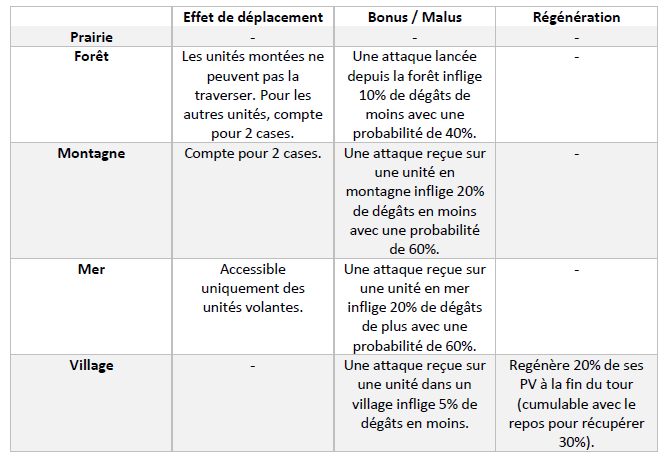 Effet de déplacement Bonus / Malus Régénération
Prairie - - -
Forêt
Les unités montées ne
peuvent pas la
traverser. Pour les
autres unités, compte
pour 2 cases.
Une attaque lancée
depuis la forêt inflige
10% de dégâts de
moins avec une
probabilité de 40%.
-
Montagne
Compte pour 2 cases.
Une attaque reçue sur
une unité en
montagne inflige 20%
de dégâts en moins
avec une probabilité
de 60%.
-
Mer
Accessible
uniquement des
unités volantes.
Une attaque reçue sur
une unité en mer
inflige 20% de dégâts
de plus avec une
probabilité de 60%.
-
Village
-
Une attaque reçue sur
une unité dans un
village inflige 5% de
dégâts en moins.
Regénère 20% de ses
PV à la fin du tour
(cumulable avec le
repos pour récupérer
30%).